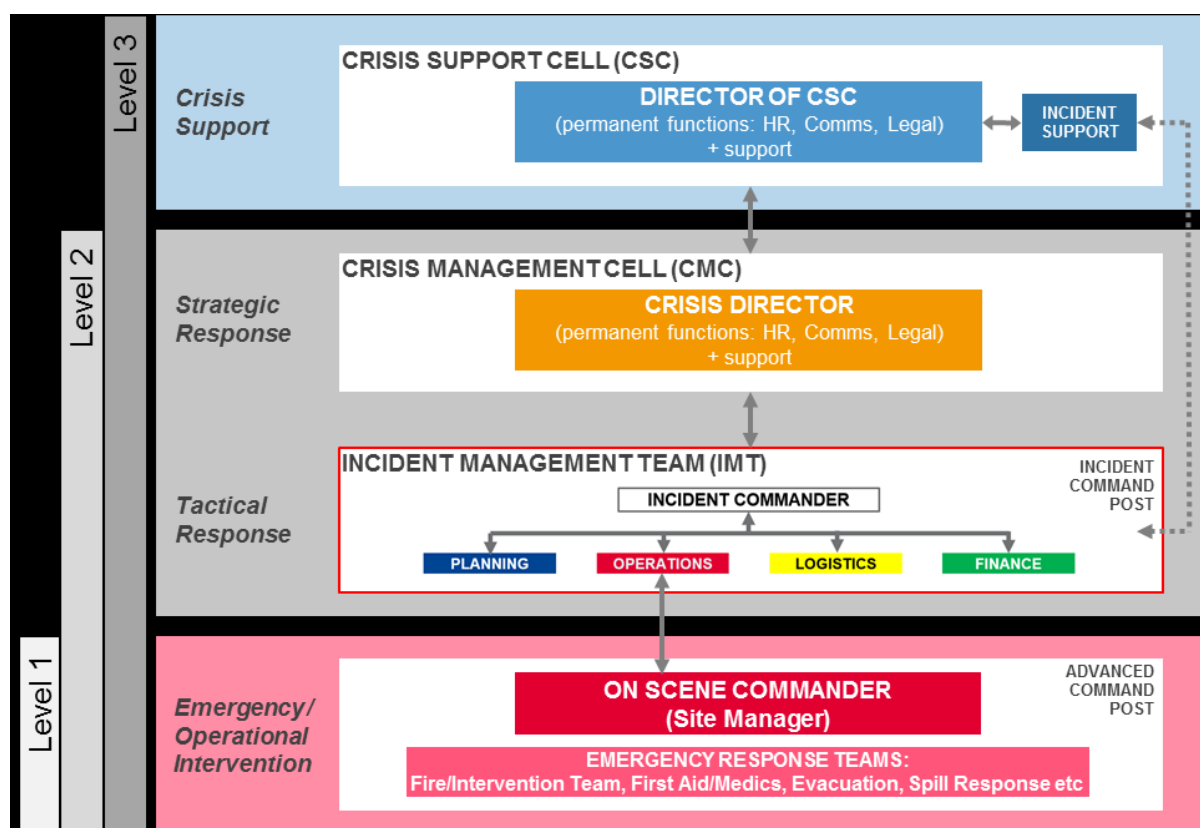 Level 3
Level 2
Level 1
Crisis
Support
CRISIS SUPPORT CELL (CSC)
DIRECTOR OF CSC
(permanent functions: HR, Comms, Legal)
+ support
INCIDENT
SUPPORT
Strategic
Response
CRISIS MANAGEMENT CELL (CMC)
CRISIS DIRECTOR
(permanent functions: HR, Comms, Legal)
+ support
Tactical
Response
INCIDENT MANAGEMENT TEAM (IMT)
INCIDENT
COMMAND
POST
INCIDENT COMMANDER
PLANNING
OPERATIONS
LOGISTICS
FINANCE
Emergency/
Operational
Intervention
ON SCENE COMMANDER
(Site Manager)
ADVANCED
COMMAND
POST
EMERGENCY RESPONSE TEAMS:
Fire/Intervention Team, First Aid/Medics, Evacuation, Spill Response etc